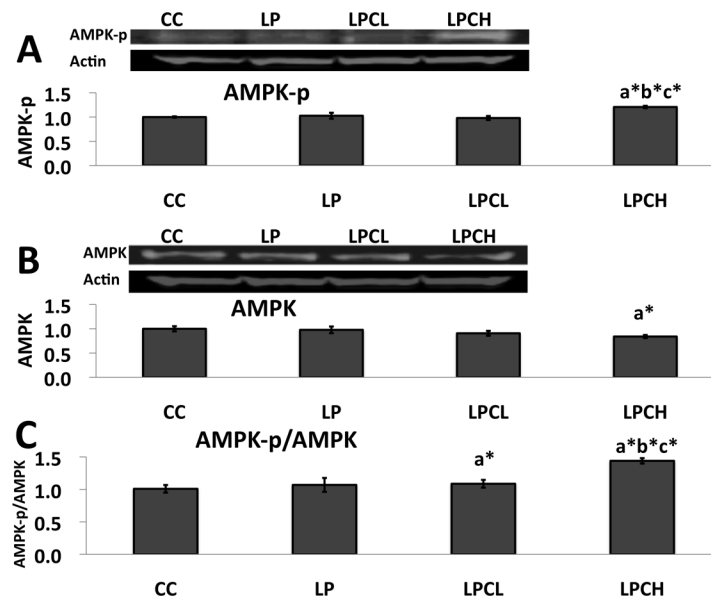 CC LP LPCL LPCH
A
AMPK-p
Actin
AMPK-p
a*b*c*
AMPK-p
1.5
1.0
0.5
0.0
CC LP LPCL LPCH
CC LP LPCL LPCH
B
AMPK
Actin
AMPK
a*
AMPK
1.5
1.0
0.5
0.0
CC LP LPCL LPCH
C
AMPK-p/AMPK
a*
a*b*c*
AMPK-p/AMPK
1.5
1.0
0.5
0.0
CC LP LPCL LPCH